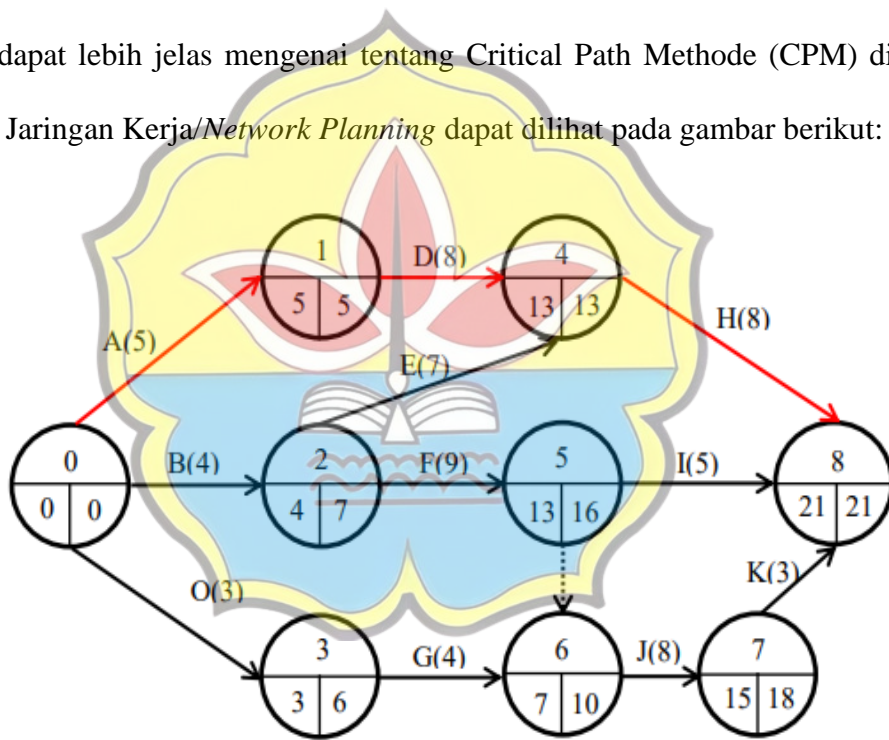 dapat lebih jelas mengenai tentang Critical Path Methode (CPM) di
Jaringan Kerja/Network Planning dapat dilihat pada gambar berikut:
1
D(8)
4
5 5
13 13
H(8)
A(5)
E(7)
0
B(4)
2
F(9)
5
I(5)
8
0 0
4 7
13 16
21 21
O(3)
K(3)
3
G(4)
6
J(8)
7
3 6
7 10
15 18